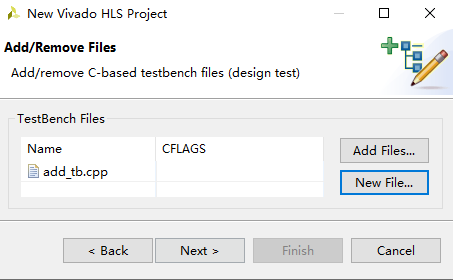 New Vivado HLS Project
Add/Remove Files
Add/remove C-based testbench files (design test)
TestBench Files
Name CFLAGS
add_tb.cpp
Add Files...
New File...
< Back Next > Finish Cancel